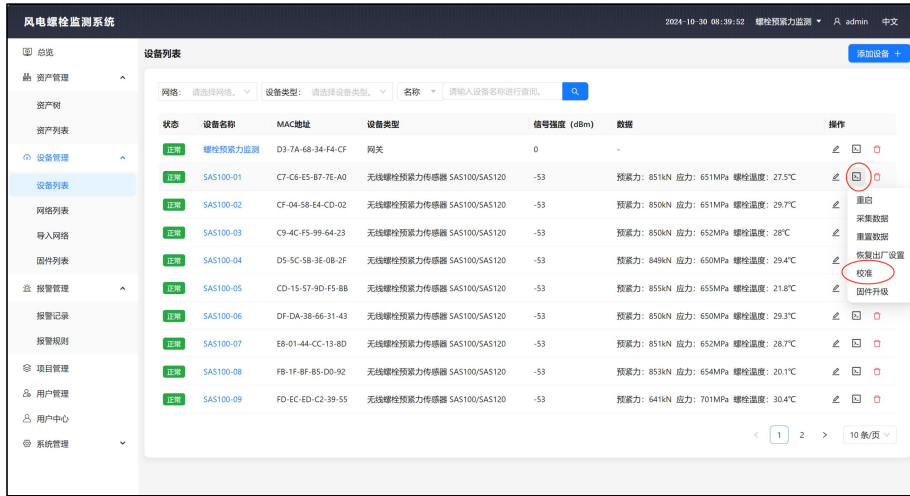 风电螺栓监测系统 2024-10-30 08:39:52 螺栓预紧力监测 admin 中文
总览
资产管理
资产树
资产列表
设备管理
设备列表
网络列表
导入网络
固件列表
报警管理
报警记录
报警规则
项目管理
用户管理
用户中心
系统管理
设备列表 添加设备 +
网络: 请选择网络。 设备类型: 请选择设备类型。 名称 请输入设备名称进行查询。
状态 设备名称 MAC地址 设备类型 信号强度 (dBm) 数据 操作
正常 螺栓预紧力监测 D3-7A-68-34-F4-CF 网关 0 -
正常 SAS100-01 C7-C6-E5-B7-7E-A0 无线螺栓预紧力传感器 SAS100/SAS120 -53 预紧力: 851kN 应力: 651MPa 螺栓温度: 27.5℃
正常 SAS100-02 CF-04-58-E4-CD-02 无线螺栓预紧力传感器 SAS100/SAS120 -53 预紧力: 850kN 应力: 651MPa 螺栓温度: 29.7℃
正常 SAS100-03 C9-4C-F5-99-64-23 无线螺栓预紧力传感器 SAS100/SAS120 -53 预紧力: 850kN 应力: 652MPa 螺栓温度: 28℃
正常 SAS100-04 D5-5C-5B-3E-0B-2F 无线螺栓预紧力传感器 SAS100/SAS120 -53 预紧力: 849kN 应力: 650MPa 螺栓温度: 29.4℃
正常 SAS100-05 CD-15-57-9D-F5-8B 无线螺栓预紧力传感器 SAS100/SAS120 -53 预紧力: 855kN 应力: 655MPa 螺栓温度: 21.8℃
正常 SAS100-06 DF-DA-38-66-31-43 无线螺栓预紧力传感器 SAS100/SAS120 -53 预紧力: 850kN 应力: 650MPa 螺栓温度: 29.3℃
正常 SAS100-07 E8-01-44-CC-13-8D 无线螺栓预紧力传感器 SAS100/SAS120 -53 预紧力: 851kN 应力: 652MPa 螺栓温度: 28.7℃
正常 SAS100-08 FB-1F-BF-B5-D0-92 无线螺栓预紧力传感器 SAS100/SAS120 -53 预紧力: 853kN 应力: 654MPa 螺栓温度: 20.1℃
正常 SAS100-09 FD-EC-ED-C2-39-55 无线螺栓预紧力传感器 SAS100/SAS120 -53 预紧力: 641kN 应力: 701MPa 螺栓温度: 30.4℃
重启
采集数据
重置数据
恢复出厂设置
校准
固件升级
< 1 2 > 10 条/页